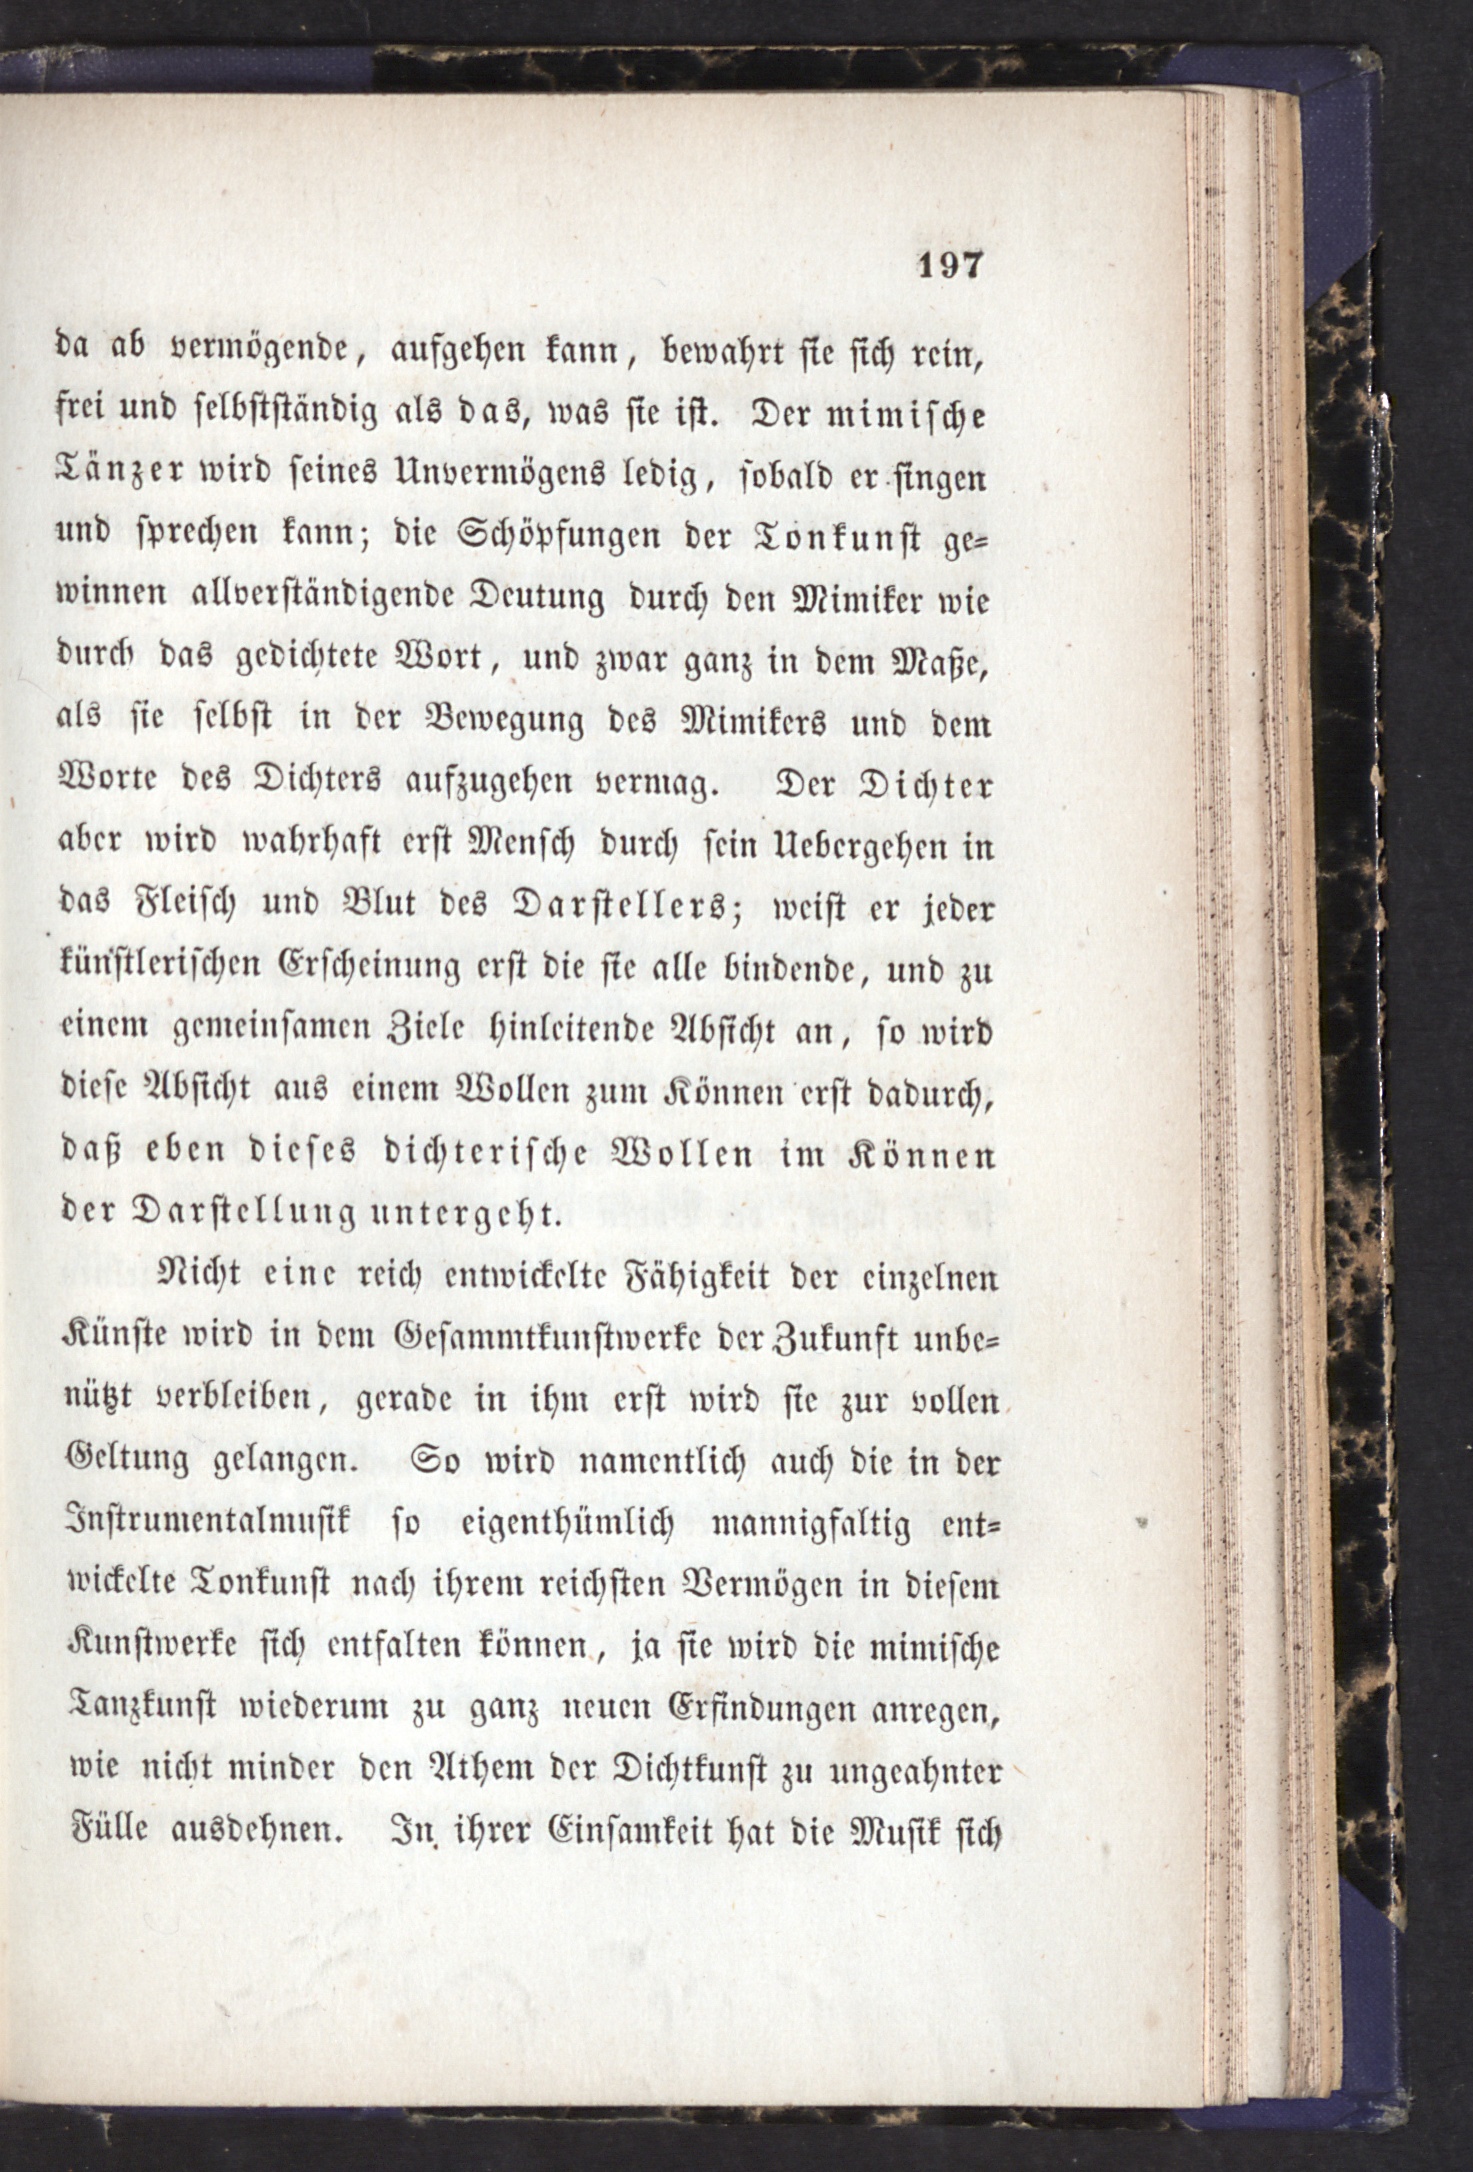 197
da ab vermögende, aufgehen kann, bewahrt sie sich rein,
frei und selbstständig als das, was sie ist. Der mimische
Tänzer wird seines Unvermögens ledig, sobald er singen
und sprechen kann; die Schöpfungen der Tonkunst ge-
winnen allverständigende Deutung durch den Mimiker wie
durch das gedichtete Wort, und zwar ganz in dem Maße,
als sie selbst in der Bewegung des Mimikers und dem
Worte des Dichters aufzugehen vermag. Der Dichter
aber wird wahrhaft erst Mensch durch sein Uebergehen in
das Fleisch und Blut des Darstellers; weist er jeder
künstlerischen Erscheinung erst die sie alle bindende, und zu
einem gemeinsamen Ziele hinleitende Absicht an, so wird
diese Absicht aus einem Wollen zum Können erst dadurch,
daß eben dieses dichterische Wollen im Können
der Darstellung untergeht.
Nicht eine reich entwickelte Fähigkeit der einzelnen
Künste wird in dem Gesammtkunstwerke der Zukunft unbe-
nützt verbleiben, gerade in ihm erst wird sie zur vollen
Geltung gelangen. So wird namentlich auch die in der
Instrumentalmusik so eigenthümlich mannigfaltig ent-
wickelte Tonkunst nach ihrem reichsten Vermögen in diesem
Kunstwerke sich entfalten können, ja sie wird die mimische
Tanzkunst wiederum zu ganz neuen Erfindungen anregen,
wie nicht minder den Athem der Dichtkunst zu ungeahnter
Fülle ausdehnen. In ihrer Einsamkeit hat die Musik sich